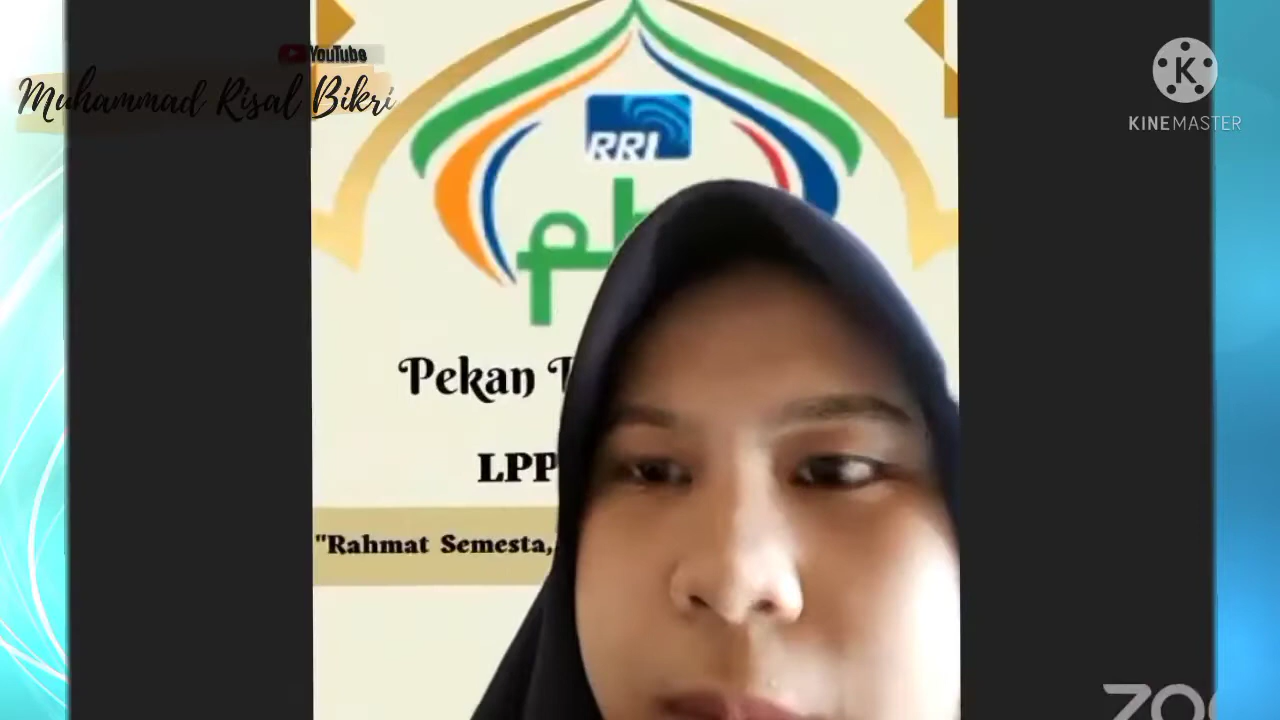 YouTube
Muhammad Risal Bikri
K
KINEMASTER
RRI
Pekan
LPP
"Rahmat Semesta,